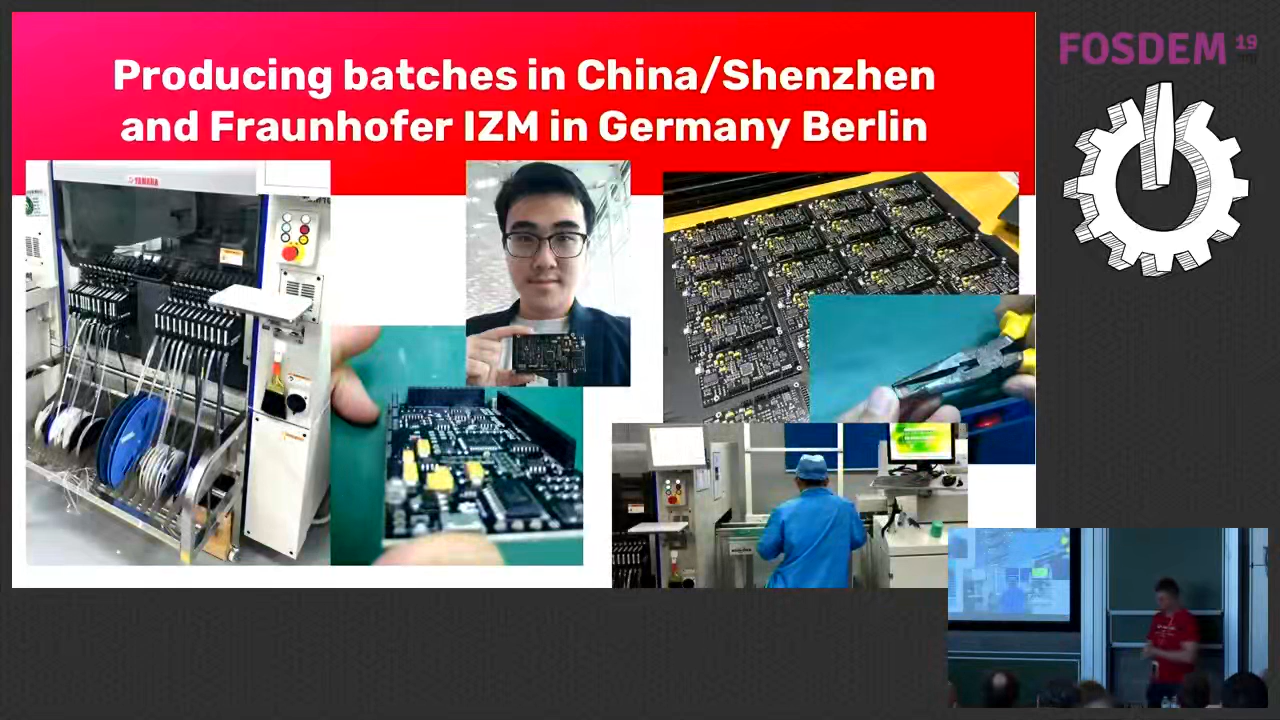 Producing batches in China/Shenzhen
and Fraunhofer IZM in Germany Berlin
FOSDEM 19
YAMAHA